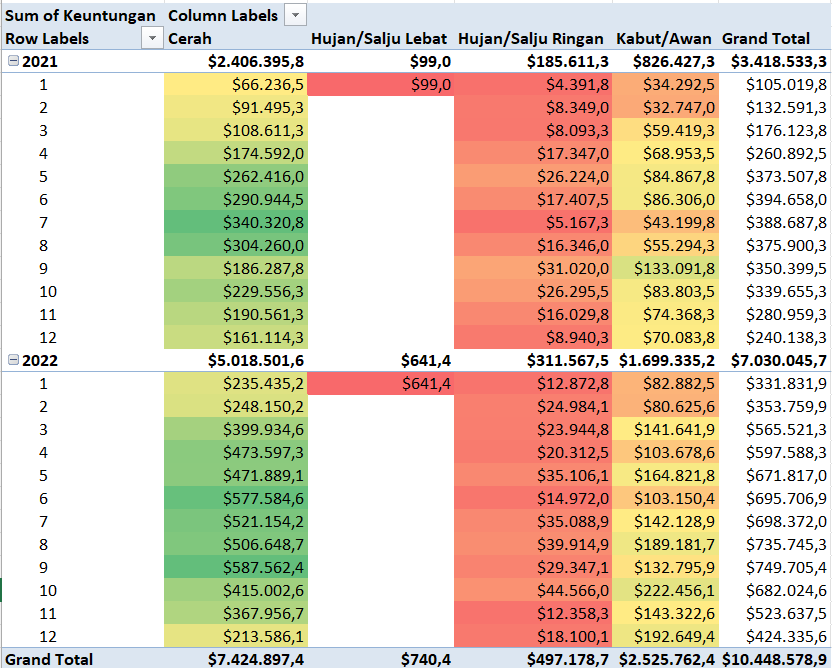 Sum of Keuntungan Column Labels
Row Labels Cerah Hujan/Salju Lebat Hujan/Salju Ringan Kabut/Awan Grand Total
2021 $2.406.395,8 $99,0 $185.611,3 $826.427,3 $3.418.533,3
1 $66.236,5 $99,0 $4.391,8 $34.292,5 $105.019,8
2 $91.495,3 $8.349,0 $32.747,0 $132.591,3
3 $108.611,3 $8.093,3 $59.419,3 $176.123,8
4 $174.592,0 $17.347,0 $68.953,5 $260.892,5
5 $262.416,0 $26.224,0 $84.867,8 $373.507,8
6 $290.944,5 $17.407,5 $86.306,0 $394.658,0
7 $340.320,8 $5.167,3 $43.199,8 $388.687,8
8 $304.260,0 $16.346,0 $55.294,3 $375.900,3
9 $186.287,8 $31.020,0 $133.091,8 $350.399,5
10 $229.556,3 $26.295,5 $83.803,5 $339.655,3
11 $190.561,3 $16.029,8 $74.368,3 $280.959,3
12 $161.114,3 $8.940,3 $70.083,8 $240.138,3
2022 $5.018.501,6 $641,4 $311.567,5 $1.699.335,2 $7.030.045,7
1 $235.435,2 $641,4 $12.872,8 $82.882,5 $331.831,9
2 $248.150,2 $24.984,1 $80.625,6 $353.759,9
3 $399.934,6 $23.944,8 $141.641,9 $565.521,3
4 $473.597,3 $20.312,5 $103.678,6 $597.588,3
5 $471.889,1 $35.106,1 $164.821,8 $671.817,0
6 $577.584,6 $14.972,0 $103.150,4 $695.706,9
7 $521.154,2 $35.088,9 $142.128,9 $698.372,0
8 $506.648,7 $39.914,9 $189.181,7 $735.745,3
9 $587.562,4 $29.347,1 $132.795,9 $749.705,4
10 $415.002,6 $44.566,0 $222.456,1 $682.024,6
11 $367.956,7 $12.358,3 $143.322,6 $523.637,5
12 $213.586,1 $18.100,1 $192.649,4 $424.335,6
Grand Total $7.424.897,4 $740,4 $497.178,7 $2.525.762,4 $10.448.578,9